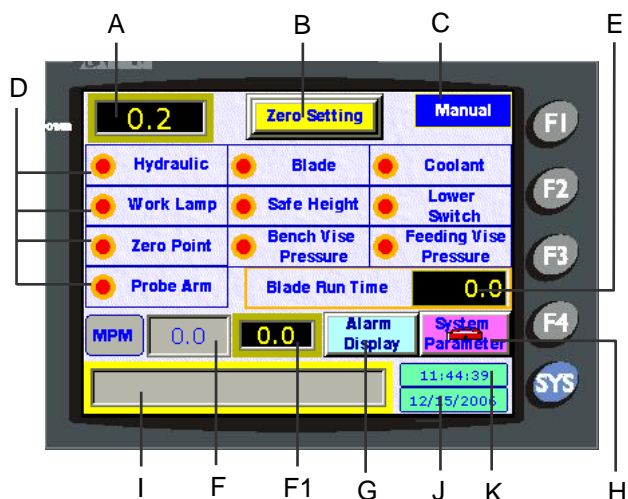 A B C E
D
0.2 Zero Setting Manual F1
Hydraulic Blade Coolant
F2
Work Lamp Safe Height Lower Switch
Zero Point Bench Vise Pressure Feeding Vise Pressure
F3
Probe Arm Blade Run Time 0.0
MPM 0.0 0.0 Alarm Display System Parameter F4
11:44:39
12/15/2006
SYS
I F F1 G J K H